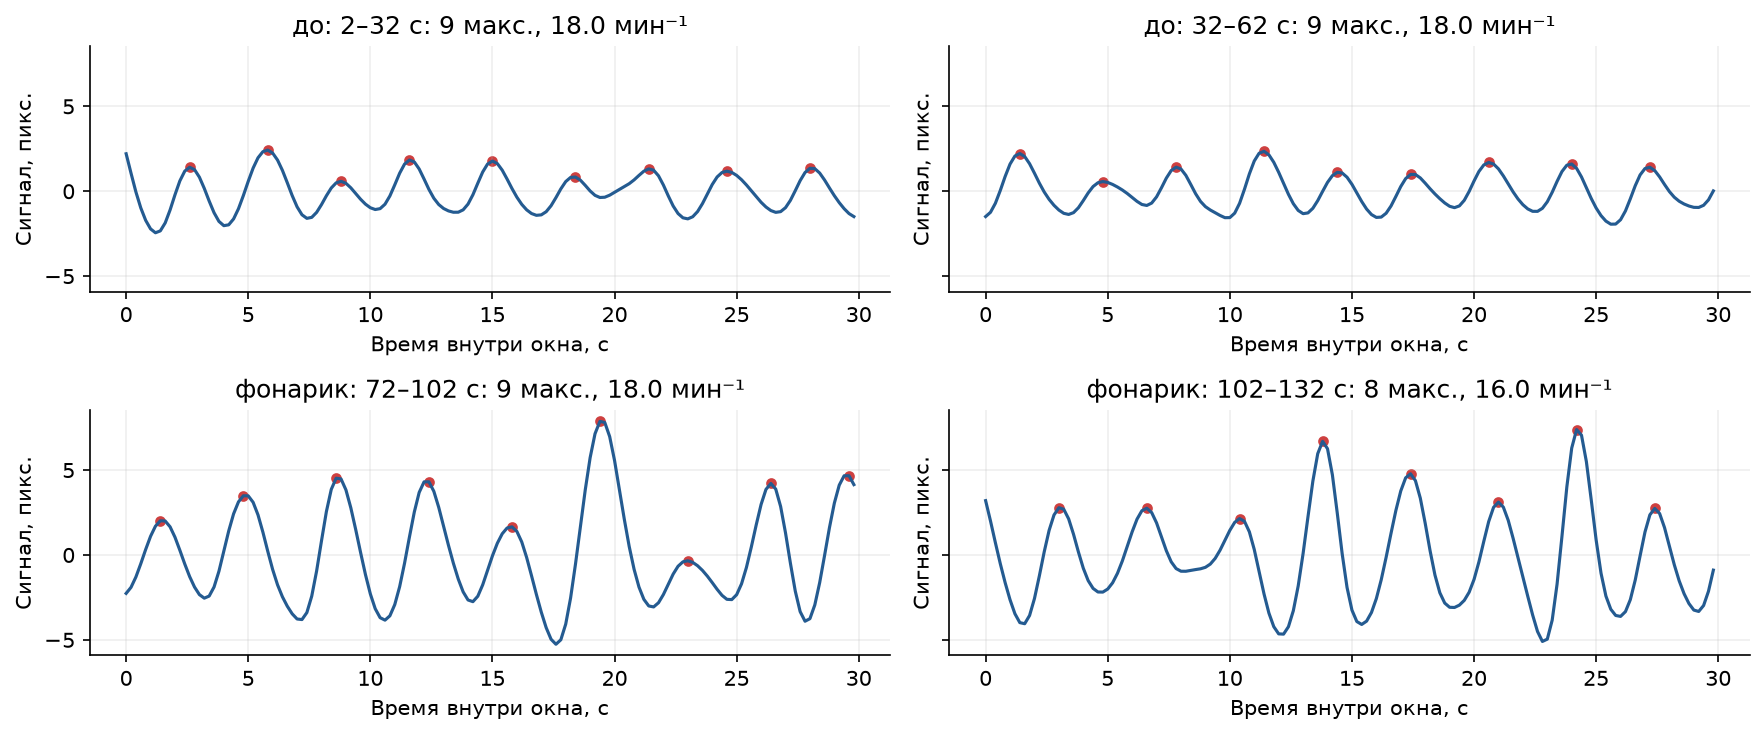 до: 2–32 с: 9 макс., 18.0 мин⁻¹
до: 32–62 с: 9 макс., 18.0 мин⁻¹
Сигнал, пикс.
5
0
−5
0 5 10 15 20 25 30
Время внутри окна, с
Сигнал, пикс.
0 5 10 15 20 25 30
Время внутри окна, с
фонарик: 72–102 с: 9 макс., 18.0 мин⁻¹
фонарик: 102–132 с: 8 макс., 16.0 мин⁻¹
Сигнал, пикс.
5
0
−5
0 5 10 15 20 25 30
Время внутри окна, с
Сигнал, пикс.
0 5 10 15 20 25 30
Время внутри окна, с